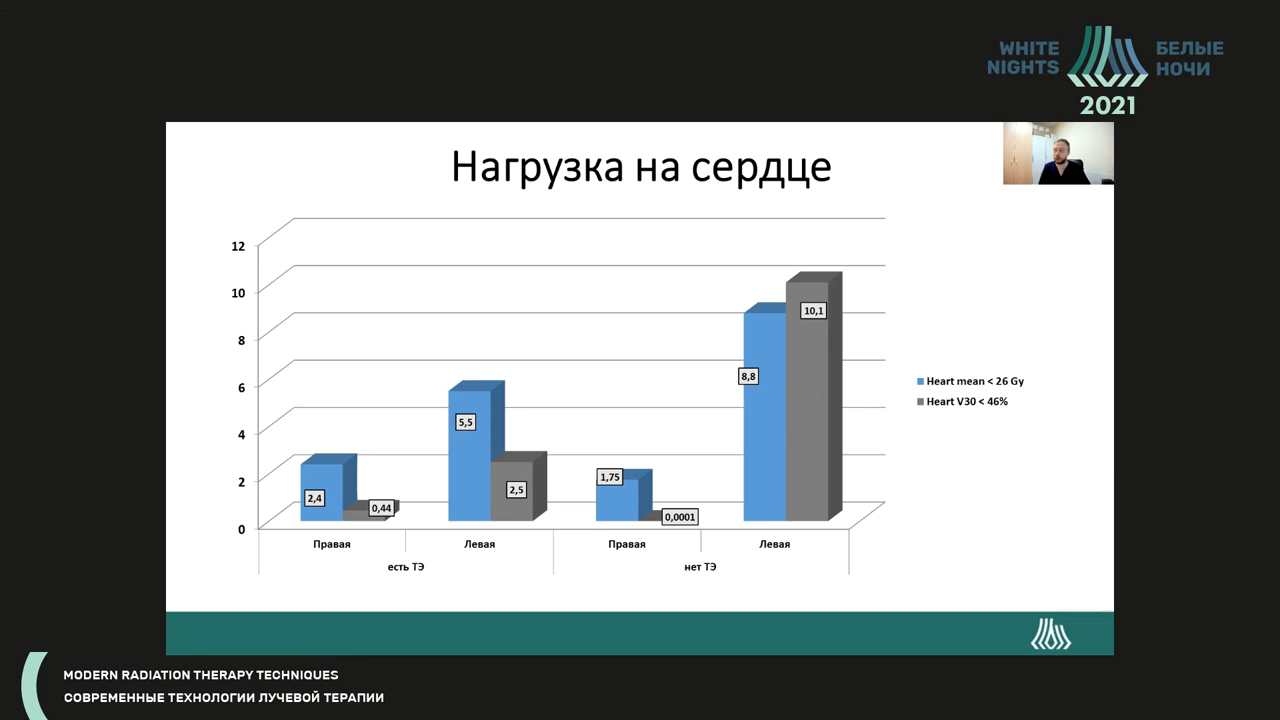 WHITE NIGHTS
БЕЛЫЕ НОЧИ
2021
Нагрузка на сердце
12
10
8
6
4
2
0
2,4
0,44
5,5
2,5
1,75
0,0001
8,8
10,1
Правая
Левая
Правая
Левая
есть ТЭ
нет ТЭ
Heart mean < 26 Gy
Heart V30 < 46%
MODERN RADIATION THERAPY TECHNIQUES
СОВРЕМЕННЫЕ ТЕХНОЛОГИИ ЛУЧЕВОЙ ТЕРАПИИ